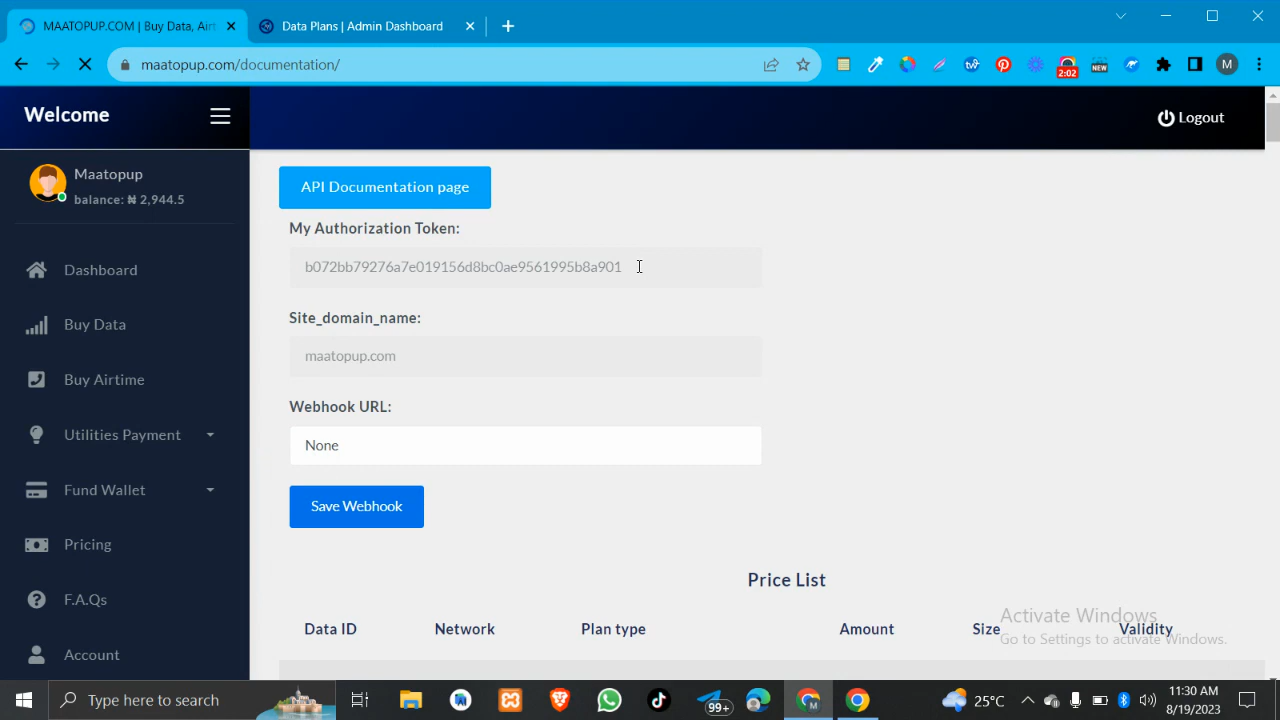 MAATOPUP.COM | Buy Data, Airt
Data Plans | Admin Dashboard
maatopup.com/documentation/
2:02
NEW
M
Welcome
Logout
Maatopup
balance: ₦ 2,944.5
Dashboard
Buy Data
Buy Airtime
Utilities Payment
Fund Wallet
Pricing
F.A.Qs
Account
API Documentation page
My Authorization Token:
b072bb79276a7e019156d8bc0ae9561995b8a901
Site_domain_name:
maatopup.com
Webhook URL:
None
Save Webhook
Price List
Data ID Network Plan type Amount Size Validity
Activate Windows
Go to Settings to activate Windows.
Type here to search
99+
M
25°C
11:30 AM
8/19/2023